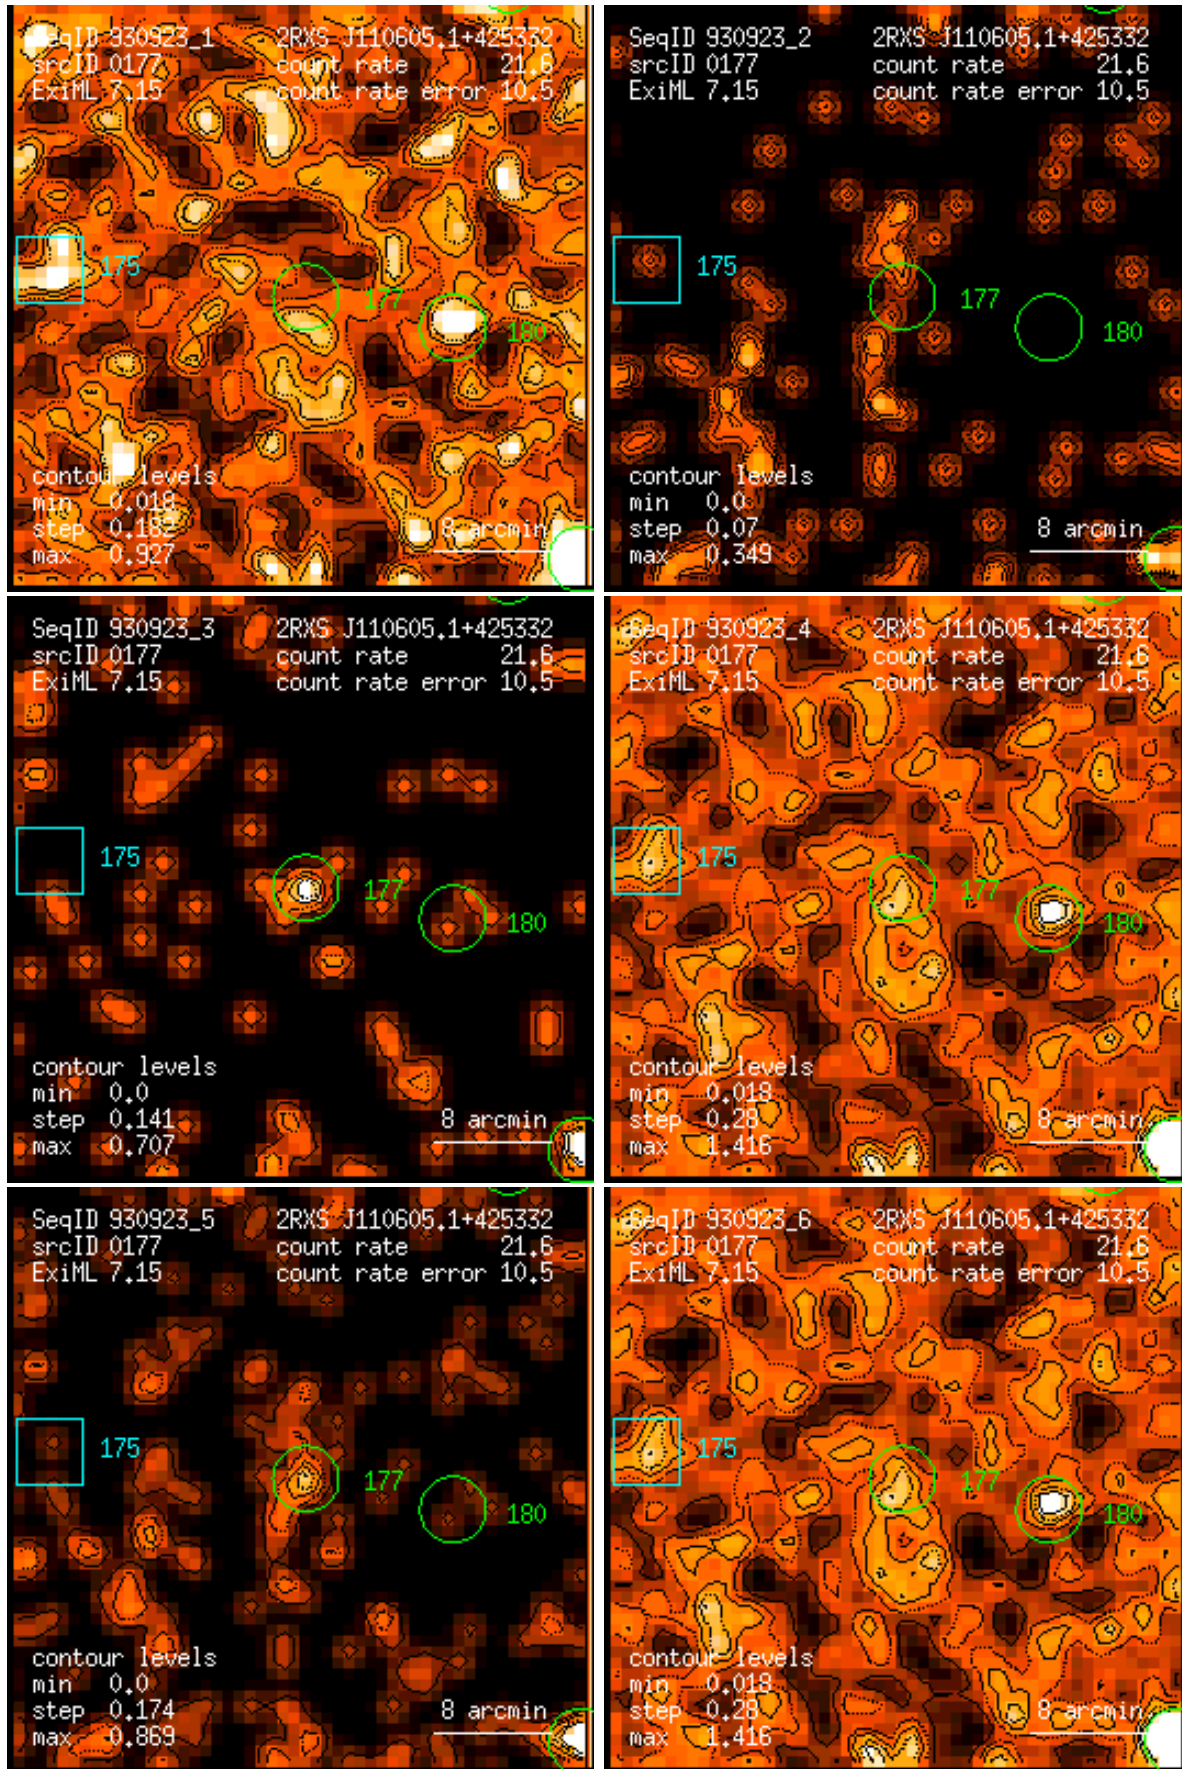 SeqID 930923_1 2RXS J110605.1+425332
srcID 0177 count rate 21.6
ExiML 7.15 count rate error 10.5
175
177
180
contour levels
min 0.018
step 0.182
max 0.927
8 arcmin
SeqID 930923_2 2RXS J110605.1+425332
srcID 0177 count rate 21.6
ExiML 7.15 count rate error 10.5
175
177
180
contour levels
min 0.0
step 0.07
max 0.349
8 arcmin
SeqID 930923_3 2RXS J110605.1+425332
srcID 0177 count rate 21.6
ExiML 7.15 count rate error 10.5
175
177
180
contour levels
min 0.0
step 0.141
max 0.707
8 arcmin
SeqID 930923_4 2RXS J110605.1+425332
srcID 0177 count rate 21.6
ExiML 7.15 count rate error 10.5
175
177
180
contour levels
min 0.018
step 0.28
max 1.416
8 arcmin
SeqID 930923_5 2RXS J110605.1+425332
srcID 0177 count rate 21.6
ExiML 7.15 count rate error 10.5
175
177
180
contour levels
min 0.0
step 0.174
max 0.869
8 arcmin
SeqID 930923_6 2RXS J110605.1+425332
srcID 0177 count rate 21.6
ExiML 7.15 count rate error 10.5
175
177
180
contour levels
min 0.018
step 0.28
max 1.416
8 arcmin